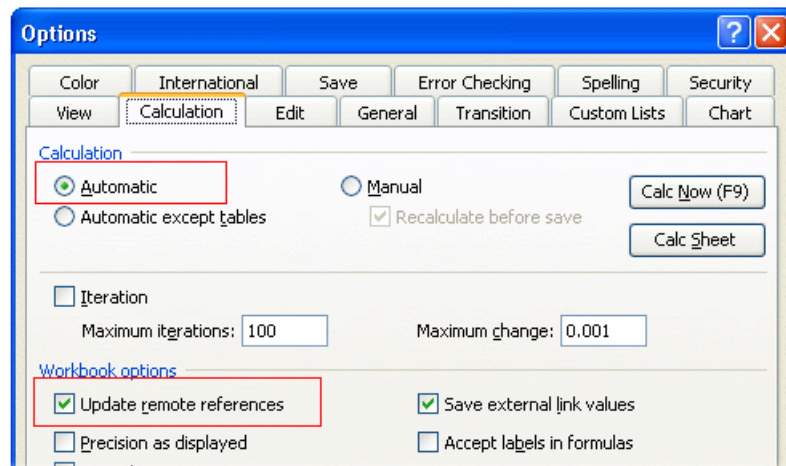 Options
Color International Save Error Checking Spelling Security
View Calculation Edit General Transition Custom Lists Chart
Calculation
Automatic Manual Calc Now (F9)
Automatic except tables Recalculate before save
Calc Sheet
Iteration
Maximum iterations: 100 Maximum change: 0.001
Workbook options
Update remote references Save external link values
Precision as displayed Accept labels in formulas